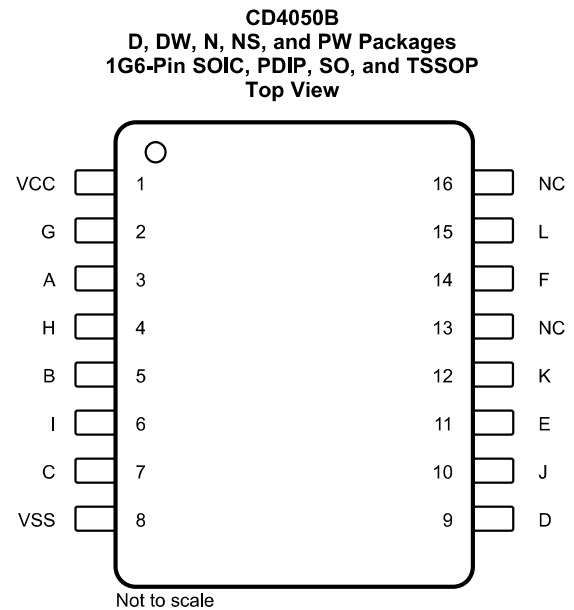 CD4050B
D, DW, N, NS, and PW Packages
1G6-Pin SOIC, PDIP, SO, and TSSOP
Top View
VCC 1 16 NC
G 2 15 L
A 3 14 F
H 4 13 NC
B 5 12 K
I 6 11 E
C 7 10 J
VSS 8 9 D
Not to scale